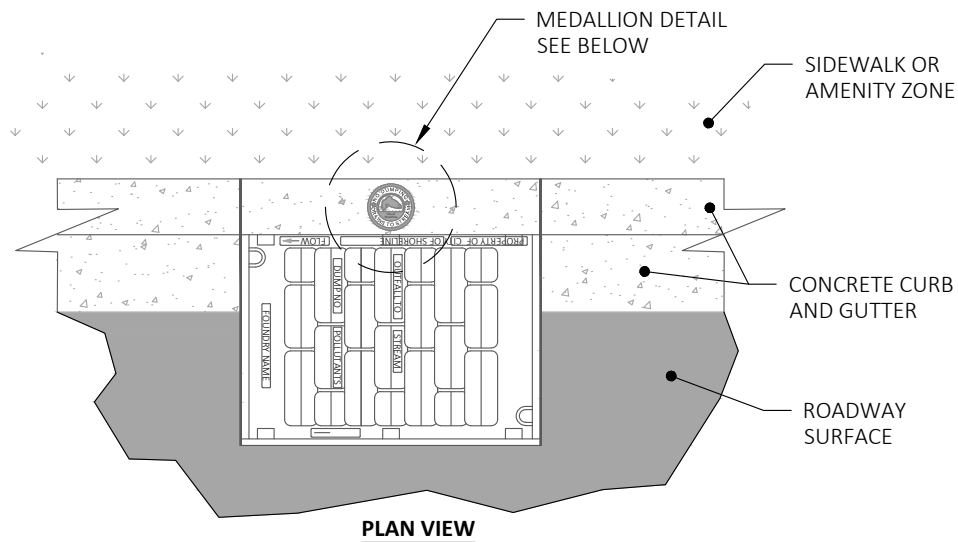 MEDALLION DETAIL
SEE BELOW
SIDEWALK OR
AMENITY ZONE
FLOW
PROPERTY OF CITY OF SHORELINE
OUTFALL TO
STREAM
DUMP NO
POLLUTANTS
FOUNDRY NAME
CONCRETE CURB
AND GUTTER
ROADWAY
SURFACE
PLAN VIEW